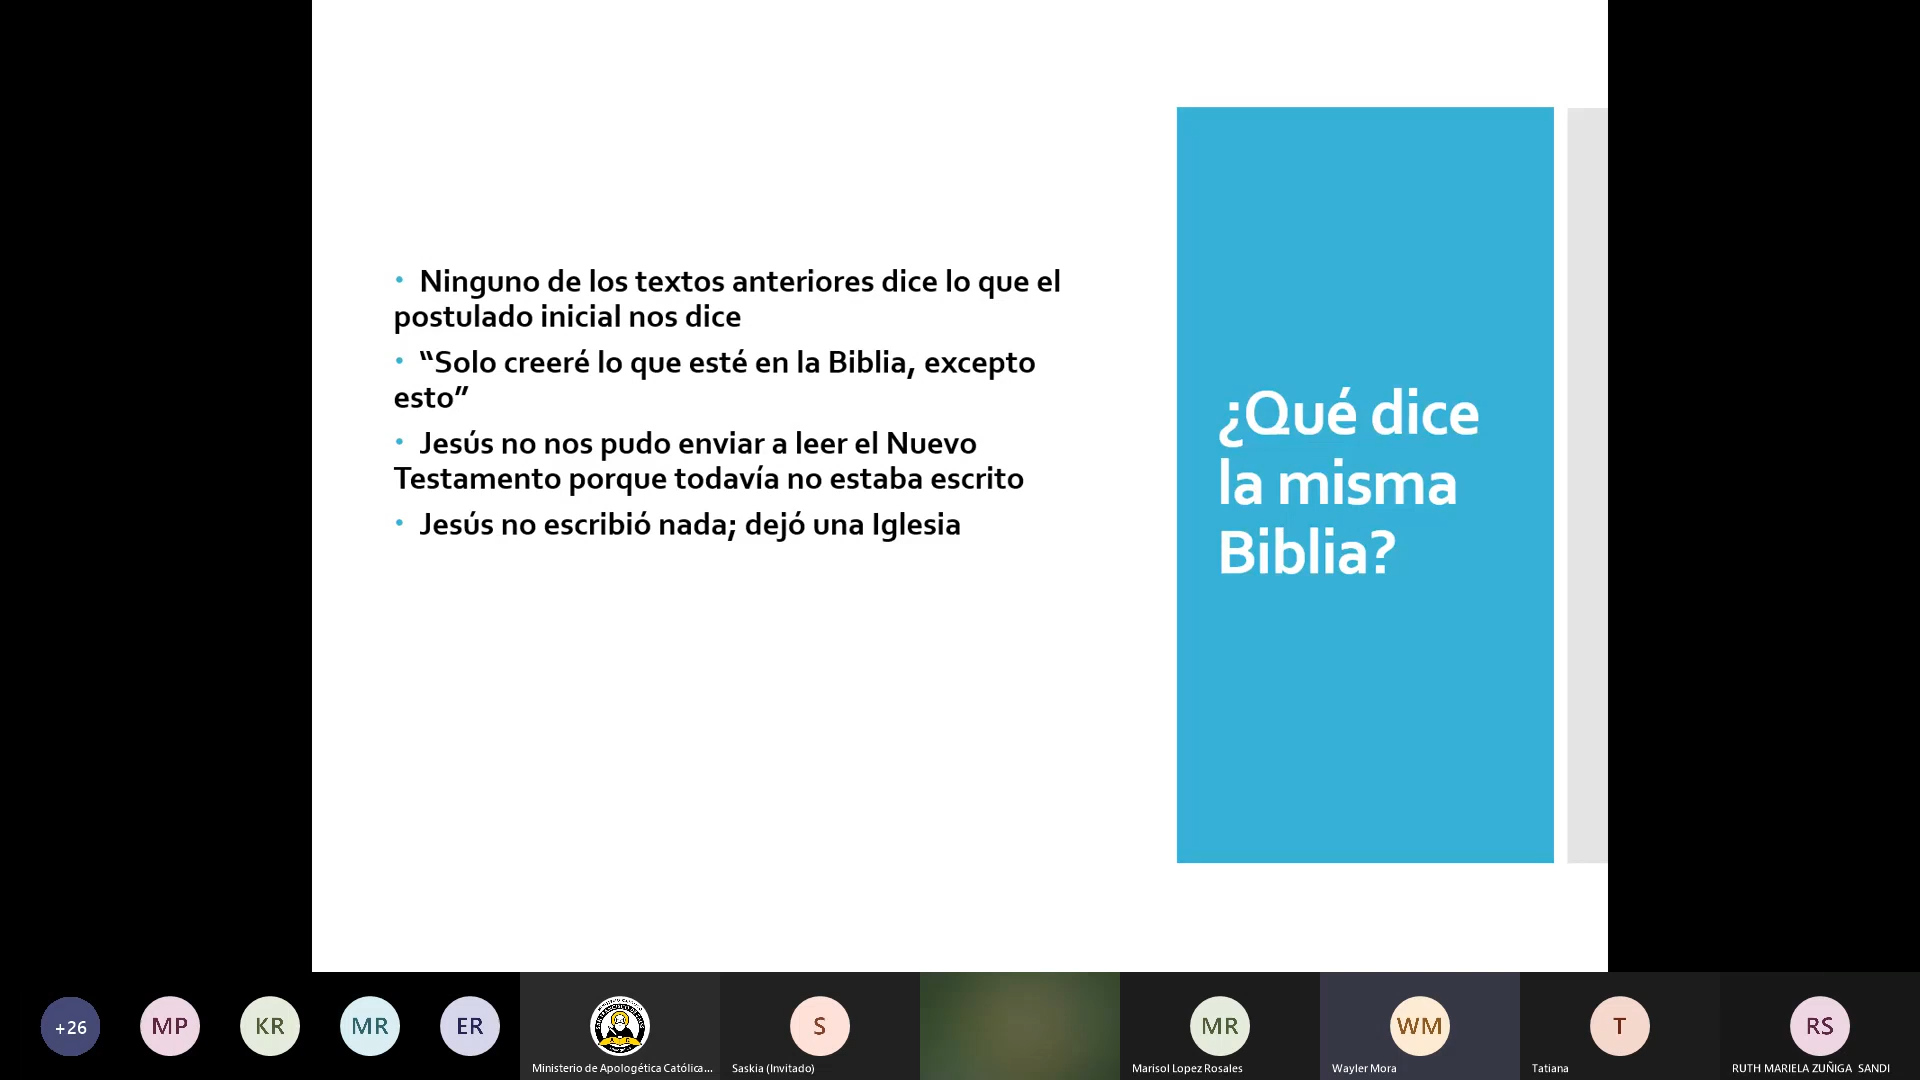 • Ninguno de los textos anteriores dice lo que el
postulado inicial nos dice
• “Solo creeré lo que esté en la Biblia, excepto
esto”
• Jesús no nos pudo enviar a leer el Nuevo
Testamento porque todavía no estaba escrito
• Jesús no escribió nada; dejó una Iglesia
¿Qué dice
la misma
Biblia?
+26
MP
KR
MR
ER
Ministerio de Apologética Católica...
S
Saskia (Invitado)
MR
Marisol Lopez Rosales
WM
Wayler Mora
T
Tatiana
RS
RUTH MARIELA ZUÑIGA SANDI